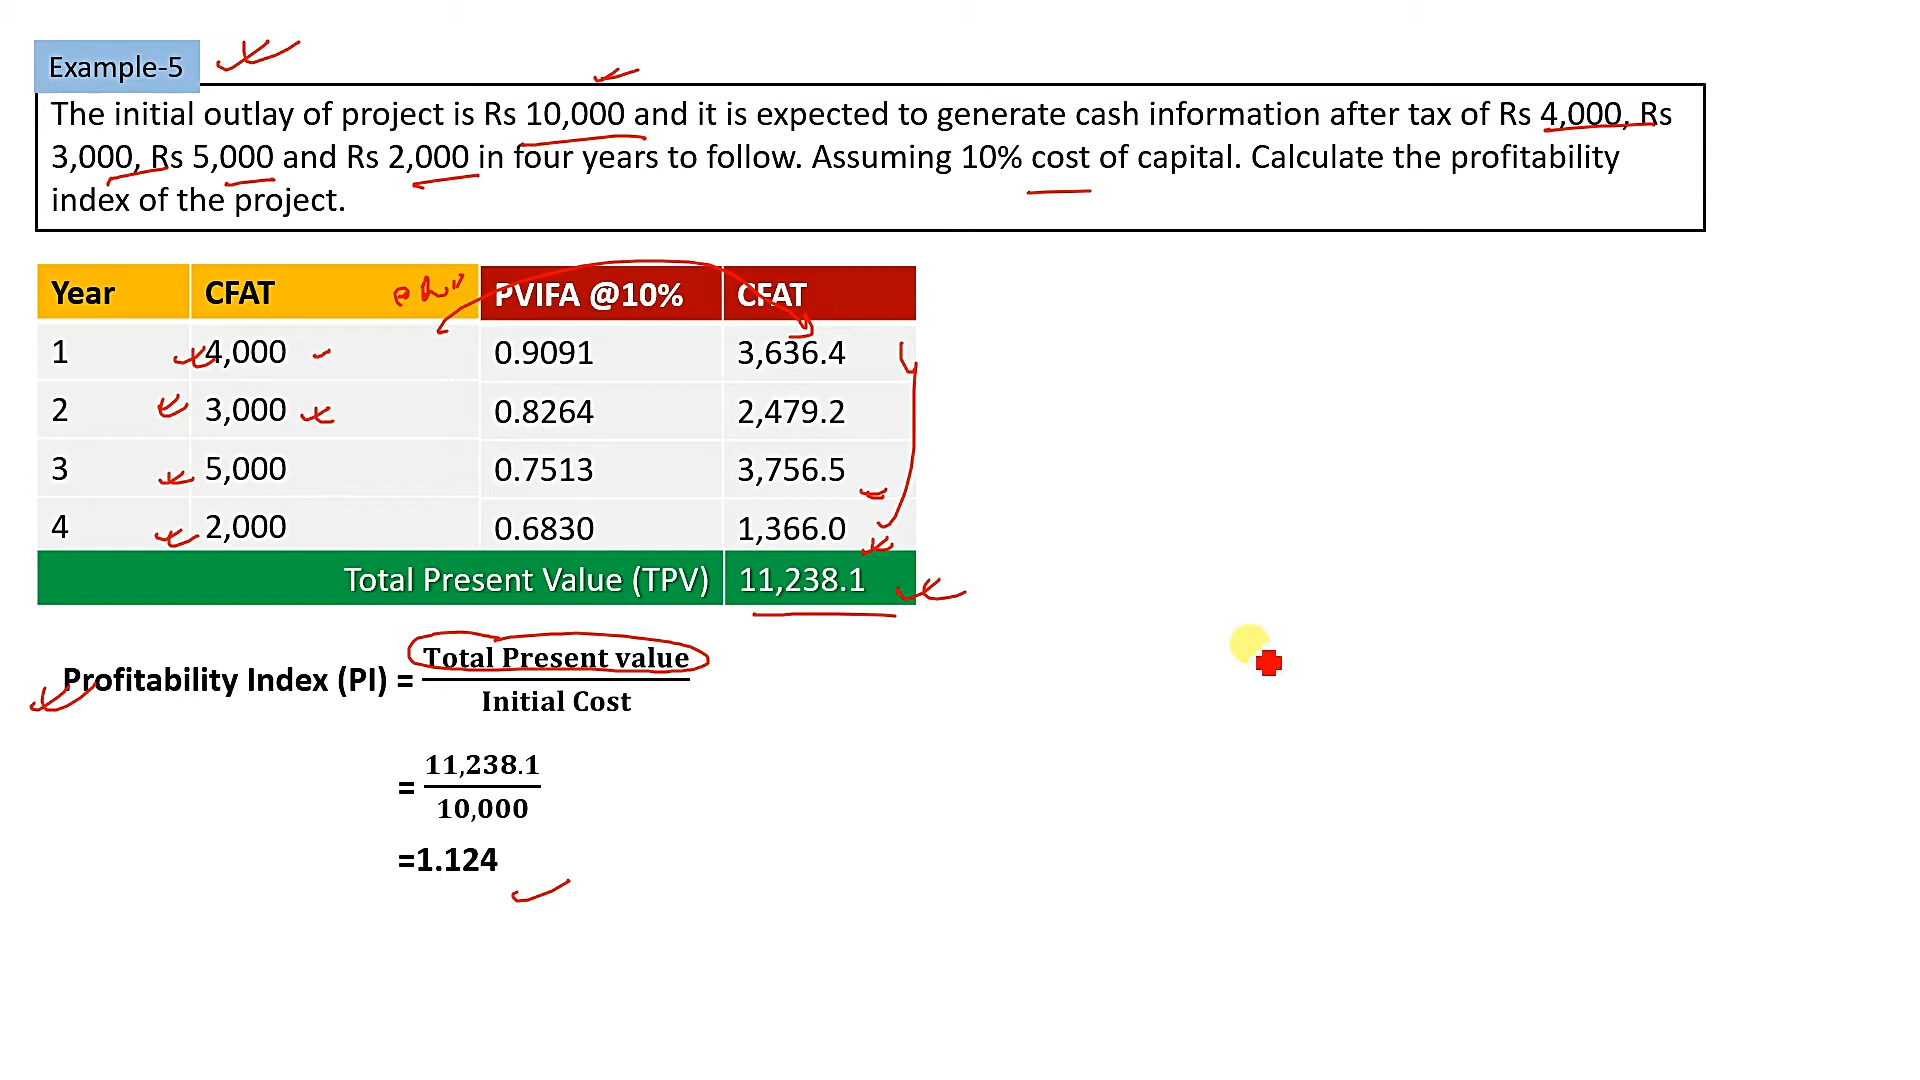 Example-5
The initial outlay of project is Rs 10,000 and it is expected to generate cash information after tax of Rs 4,000, Rs
3,000, Rs 5,000 and Rs 2,000 in four years to follow. Assuming 10% cost of capital. Calculate the profitability
index of the project.
Year CFAT PVIFA @10% CFAT
1 4,000 0.9091 3,636.4
2 3,000 0.8264 2,479.2
3 5,000 0.7513 3,756.5
4 2,000 0.6830 1,366.0
Total Present Value (TPV) 11,238.1
Profitability Index (PI) = Total Present value
Initial Cost
= 11,238.1
10,000
=1.124